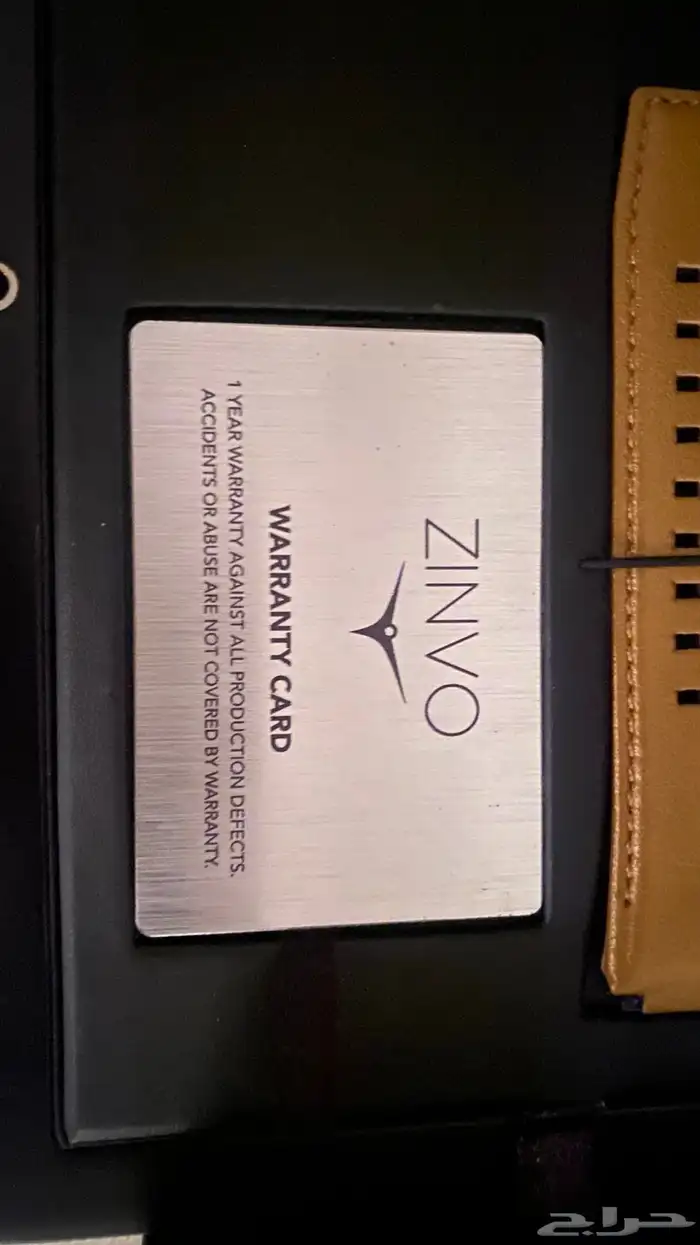 ZINVO
WARRANTY CARD
1 YEAR WARRANTY AGAINST ALL PRODUCTION DEFECTS.
ACCIDENTS OR ABUSE ARE NOT COVERED BY WARRANTY.
حراج